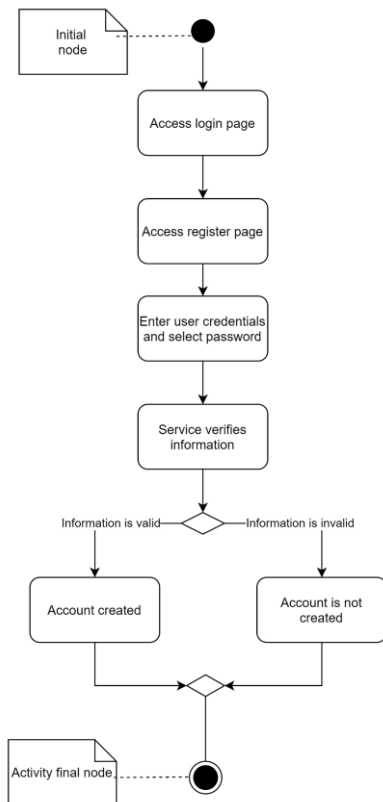 Initial
node
Access login page
Access register page
Enter user credentials
and select password
Service verifies
information
Information is valid
Information is invalid
Account created
Account is not
created
Activity final node